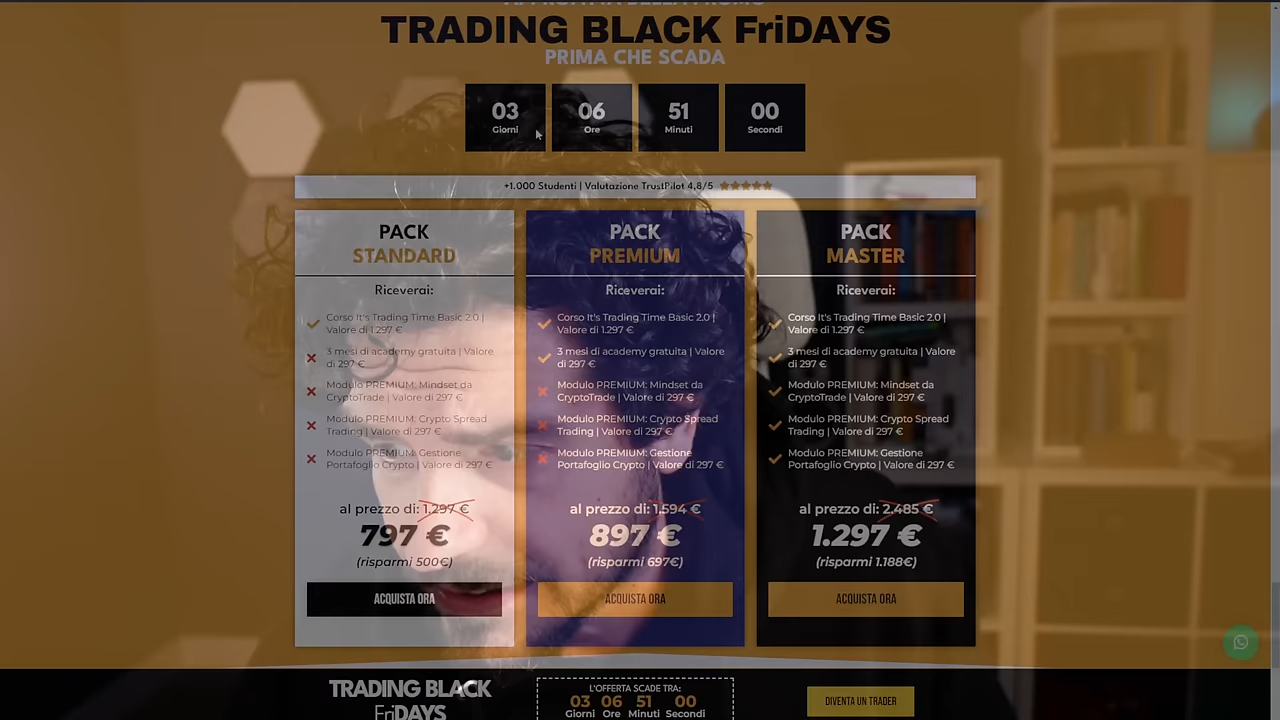 TRADING BLACK FriDAYS
PRIMA CHE SCADA
03 06 51 00
Giorni Ore Minuti Secondi
+1.000 Studenti | Valutazione TrustPilot 4,8/5
PACK
STANDARD
Riceverai:
Corso It's Trading Time Basic 2.0 |
Valore di 1.297 €
3 mesi di academy gratuita | Valore
di 297 €
Modulo PREMIUM: Mindset da
CryptoTrade | Valore di 297 €
Modulo PREMIUM: Crypto Spread
Trading | Valore di 297 €
Modulo PREMIUM: Gestione
Portafoglio Crypto | Valore di 297 €
al prezzo di: 1.297 €
797 €
(risparmi 500€)
ACQUISTA ORA
PACK
PREMIUM
Riceverai:
Corso It's Trading Time Basic 2.0 |
Valore di 1.297 €
3 mesi di academy gratuita | Valore
di 297 €
Modulo PREMIUM: Mindset da
CryptoTrade | Valore di 297 €
Modulo PREMIUM: Crypto Spread
Trading | Valore di 297 €
Modulo PREMIUM: Gestione
Portafoglio Crypto | Valore di 297 €
al prezzo di: 1.594 €
897 €
(risparmi 697€)
ACQUISTA ORA
PACK
MASTER
Riceverai:
Corso It's Trading Time Basic 2.0 |
Valore di 1.297 €
3 mesi di academy gratuita | Valore
di 297 €
Modulo PREMIUM: Mindset da
CryptoTrade | Valore di 297 €
Modulo PREMIUM: Crypto Spread
Trading | Valore di 297 €
Modulo PREMIUM: Gestione
Portafoglio Crypto | Valore di 297 €
al prezzo di: 2.485 €
1.297 €
(risparmi 1.188€)
ACQUISTA ORA
TRADING BLACK
FriDAYS
L'OFFERTA SCADE TRA:
03 06 51 00
Giorni Ore Minuti Secondi
DIVENTA UN TRADER